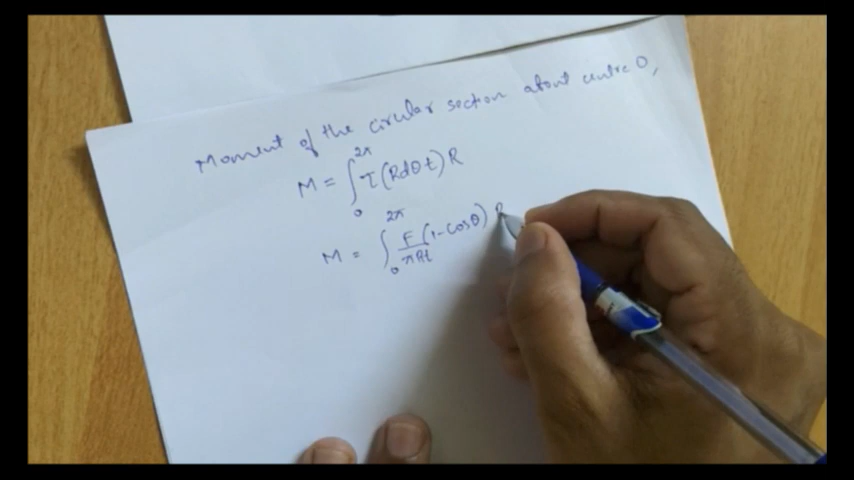 Moment of the circular section about centre O,
M = ∫₀^2π τ (R dθ t) R
M = ∫₀^2π F/πRt (1-cosθ) R